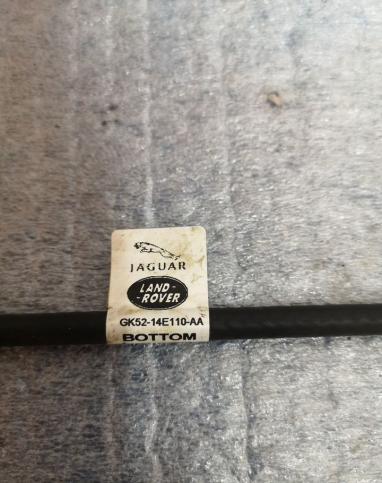 JAGUAR
LAND-
-ROVER
GK52-14E110-AA
BOTTOM